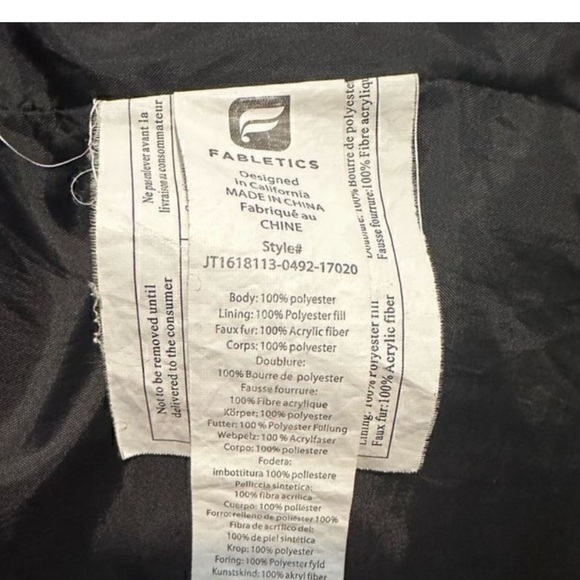 FABLETICS
Designed
in California
MADE IN CHINA
Fabriqué au
CHINE
Style#
JT1618113-0492-17020
Body: 100% polyester
Lining: 100% Polyester fill
Faux fur: 100% Acrylic fiber
Corps: 100% polyester
Doublure:
100% Bourre de polyester
Fausse fourrure:
100% Fibre acrylique
Körper: 100% polyester
Futter: 100 % Polyester Füllung
Webpelz: 100 % Acrylfaser
Corpo: 100% poliestere
Fodera:
imbottitura 100% poliestere
Pelliccia sintetica:
100% fibra acrilica
Cuerpo: 100% poliester
Forro: relleno de poliéster 100%
Fibra de acrílico del:
100% de piel sintética
Krop: 100% polyester
Foring: 100% Polyester fyld
Kunstskind: 100% akryl fiber
Ne pas enlever avant la
livraison au consommateur
Not to be removed until
delivered to the consumer
100% Bourre de polyester
Fausse fourrure: 100% Fibre acrylique
Lining: 100% Polyester fill
Faux fur: 100% Acrylic fiber